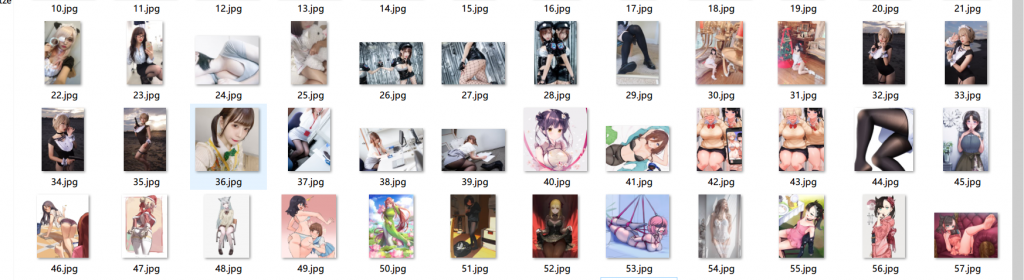 10.jpg 11.jpg 12.jpg 13.jpg 14.jpg 15.jpg 16.jpg 17.jpg 18.jpg 19.jpg 20.jpg 21.jpg
22.jpg 23.jpg 24.jpg 25.jpg 26.jpg 27.jpg 28.jpg 29.jpg 30.jpg 31.jpg 32.jpg 33.jpg
34.jpg 35.jpg 36.jpg 37.jpg 38.jpg 39.jpg 40.jpg 41.jpg 42.jpg 43.jpg 44.jpg 45.jpg
46.jpg 47.jpg 48.jpg 49.jpg 50.jpg 51.jpg 52.jpg 53.jpg 54.jpg 55.jpg 56.jpg 57.jpg